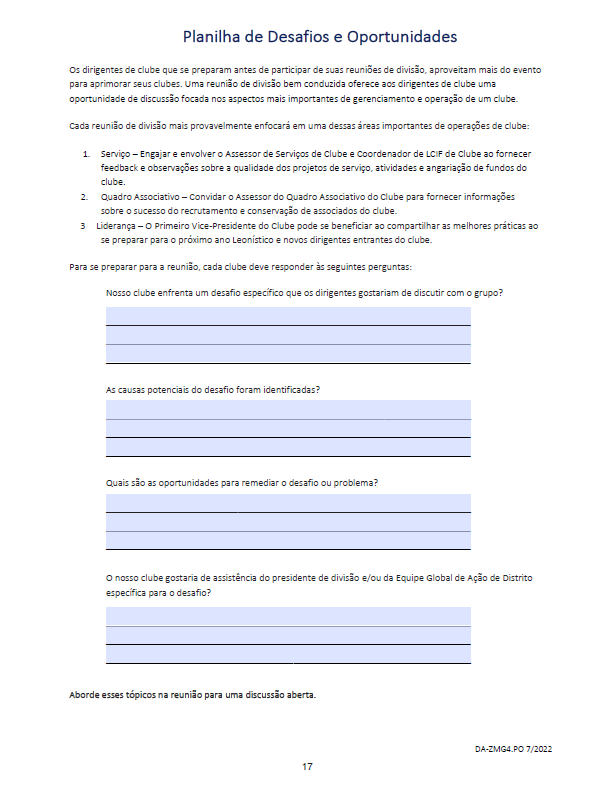 Planilha de Desafios e Oportunidades
Os dirigentes de clube que se preparam antes de participar de suas reuniões de divisão, aproveitam mais do evento
para aprimorar seus clubes. Uma reunião de divisão bem conduzida oferece aos dirigentes de clube uma
oportunidade de discussão focada nos aspectos mais importantes de gerenciamento e operação de um clube.
Cada reunião de divisão mais provavelmente enfocará em uma dessas áreas importantes de operações de clube:
1. Serviço – Engajar e envolver o Assessor de Serviços de Clube e Coordenador de LCIF de Clube ao fornecer
feedback e observações sobre a qualidade dos projetos de serviço, atividades e angariação de fundos do
clube.
2. Quadro Associativo – Convidar o Assessor do Quadro Associativo do Clube para fornecer informações
sobre o sucesso do recrutamento e conservação de associados do clube.
3 Liderança – O Primeiro Vice-Presidente do Clube pode se beneficiar ao compartilhar as melhores práticas ao
se preparar para o próximo ano Leonístico e novos dirigentes entrantes do clube.
Para se preparar para a reunião, cada clube deve responder às seguintes perguntas:
Nosso clube enfrenta um desafio específico que os dirigentes gostariam de discutir com o grupo?
As causas potenciais do desafio foram identificadas?
Quais são as oportunidades para remediar o desafio ou problema?
O nosso clube gostaria de assistência do presidente de divisão e/ou da Equipe Global de Ação de Distrito
específica para o desafio?
Aborde esses tópicos na reunião para uma discussão aberta.
DA-ZMG4.PO 7/2022
17